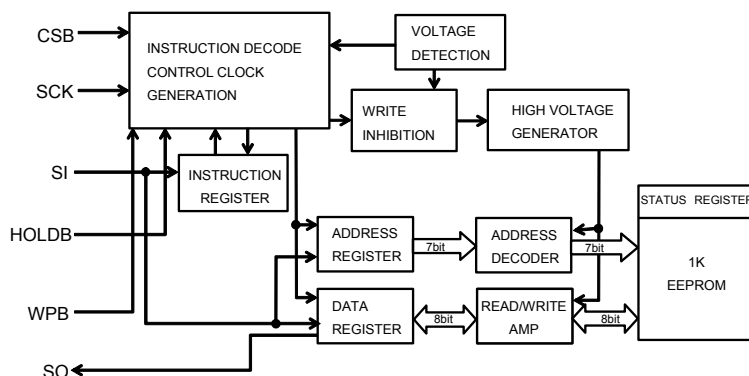 CSB
SCK
SI
HOLDB
WPB
SO
INSTRUCTION DECODE
CONTROL CLOCK
GENERATION
VOLTAGE
DETECTION
WRITE
INHIBITION
HIGH VOLTAGE
GENERATOR
INSTRUCTION
REGISTER
ADDRESS
REGISTER
7bit
ADDRESS
DECODER
7bit
DATA
REGISTER
8bit
READ/WRITE
AMP
8bit
STATUS REGISTER
1K
EEPROM